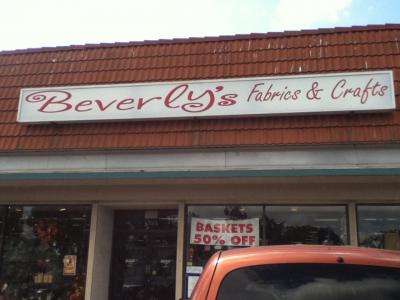 Beverly's Fabrics & Crafts
BASKETS
50% OFF